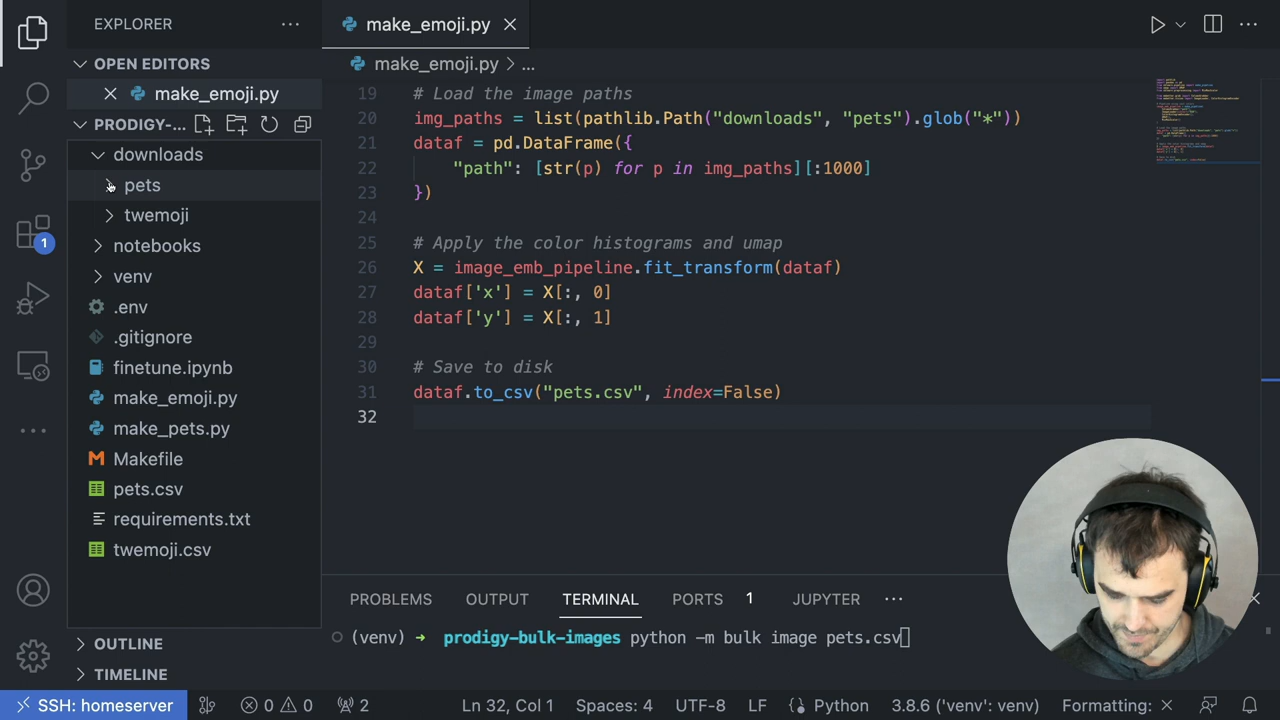 EXPLORER
make_emoji.py
OPEN EDITORS
make_emoji.py > ...
make_emoji.py
PRODIGY-...
downloads
pets
twemoji
notebooks
venv
.env
.gitignore
finetune.ipynb
make_emoji.py
make_pets.py
Makefile
pets.csv
requirements.txt
twemoji.csv
OUTLINE
TIMELINE
19 # Load the image paths
20 img_paths = list(pathlib.Path("downloads", "pets").glob("*"))
21 dataf = pd.DataFrame({
22 "path": [str(p) for p in img_paths][:1000]
23 })
24
25 # Apply the color histograms and umap
26 X = image_emb_pipeline.fit_transform(dataf)
27 dataf['x'] = X[:, 0]
28 dataf['y'] = X[:, 1]
29
30 # Save to disk
31 dataf.to_csv("pets.csv", index=False)
32
1
PROBLEMS OUTPUT TERMINAL PORTS 1 JUPYTER ...
(venv) → prodigy-bulk-images python -m bulk image pets.csv
SSH: homeserver 0 0 2 Ln 32, Col 1 Spaces: 4 UTF-8 LF Python 3.8.6 ('venv': venv) Formatting: ×